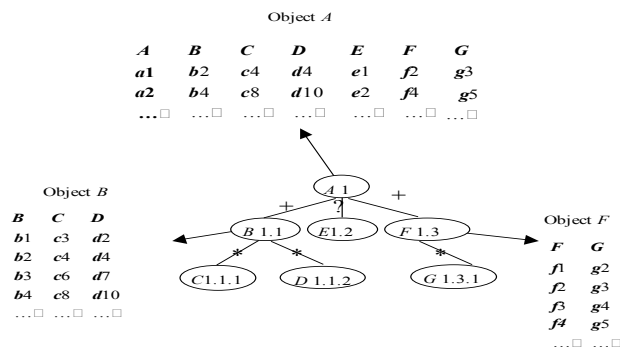 Object A
A B C D E F G
a1 b2 c4 d4 e1 f2 g3
a2 b4 c8 d10 e2 f4 g5
...□ ...□ ...□ ...□ ...□ ...□ ...□
A 1
+ ? +
Object B
B C D
b1 c3 d2
b2 c4 d4
b3 c6 d7
b4 c8 d10
...□ ...□ ...□
B 1.1 E1.2 F 1.3
* * *
C1.1.1 D 1.1.2 G 1.3.1
Object F
F G
f1 g2
f2 g3
f3 g4
f4 g5
...□ ...□